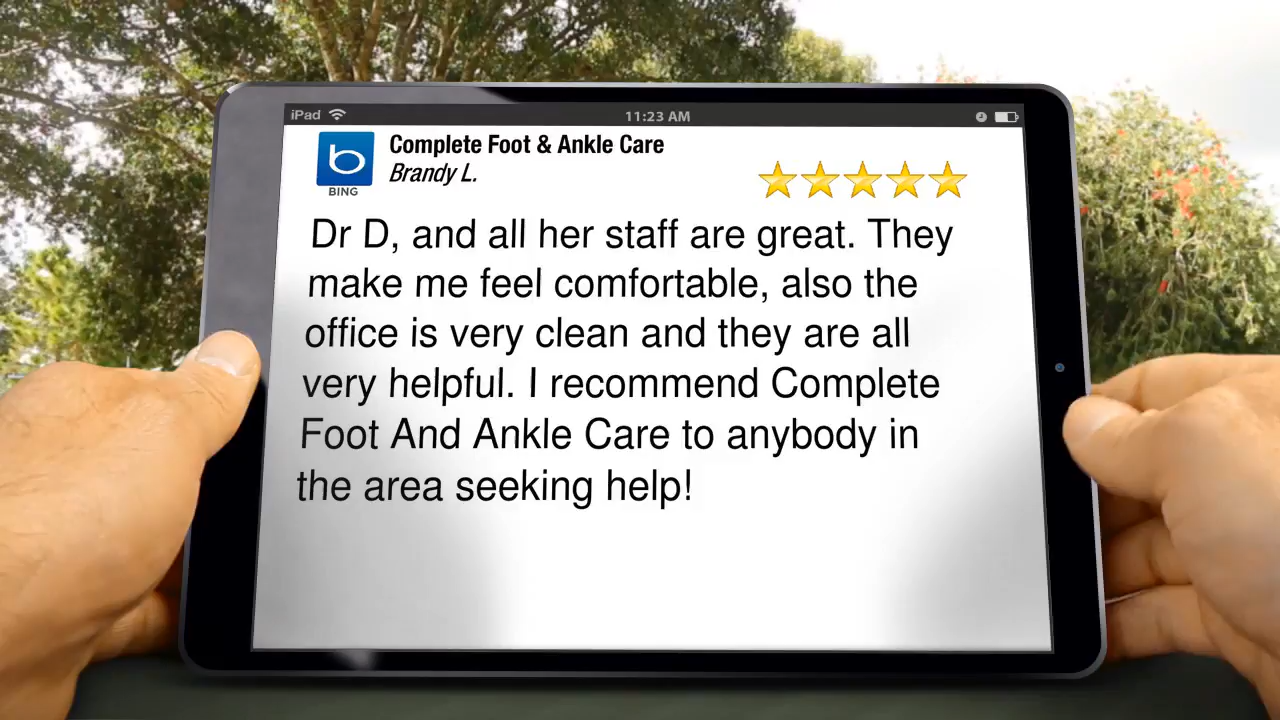 iPad 11:23 AM
Complete Foot & Ankle Care
Brandy L.
b
BING
Dr D, and all her staff are great. They
make me feel comfortable, also the
office is very clean and they are all
very helpful. I recommend Complete
Foot And Ankle Care to anybody in
the area seeking help!